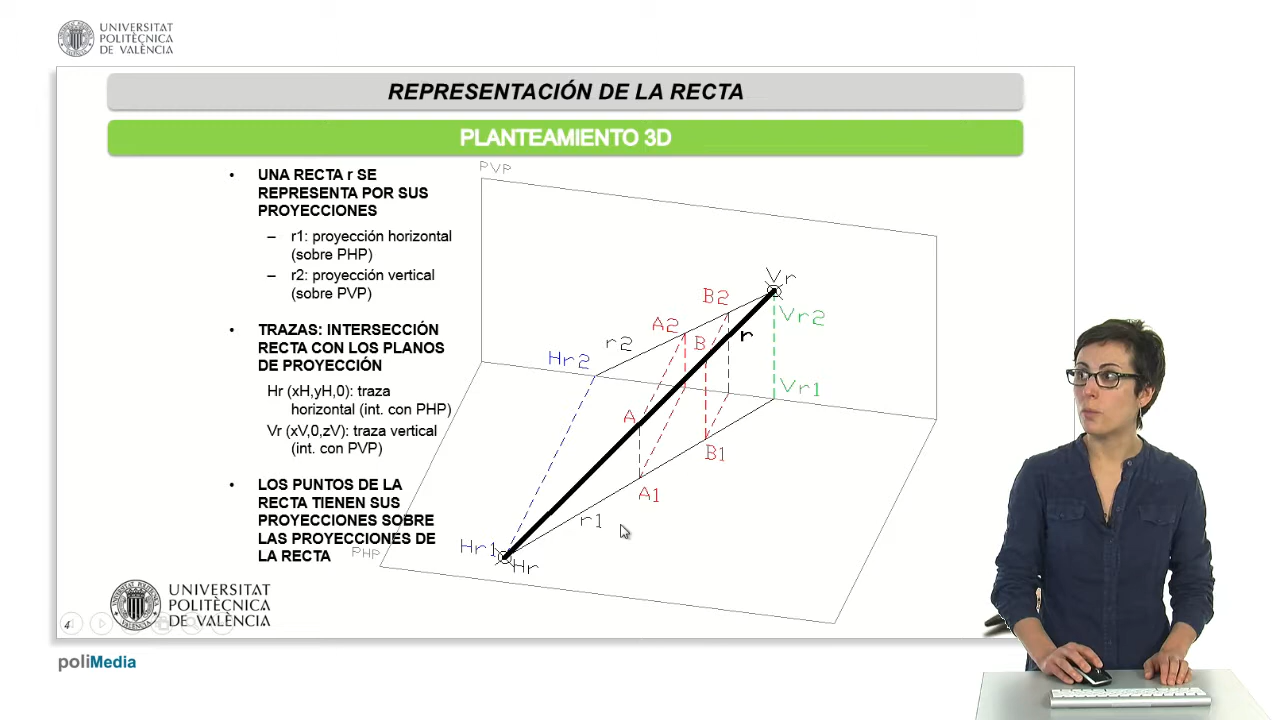 UNIVERSITAT
POLITÈCNICA
DE VALÈNCIA
REPRESENTACIÓN DE LA RECTA
PLANTEAMIENTO 3D
• UNA RECTA r SE
REPRESENTA POR SUS
PROYECCIONES
– r1: proyección horizontal
(sobre PHP)
– r2: proyección vertical
(sobre PVP)
• TRAZAS: INTERSECCIÓN
RECTA CON LOS PLANOS
DE PROYECCIÓN
Hr (xH,yH,0): traza
horizontal (int. con PHP)
Vr (xV,0,zV): traza vertical
(int. con PVP)
• LOS PUNTOS DE LA
RECTA TIENEN SUS
PROYECCIONES SOBRE
LAS PROYECCIONES DE
LA RECTA
PVP
Vr
B2
Vr2
A2
r
r2
B
Hr2
Vr1
A
B1
A1
r1
Hr1
PHP
Hr
UNIVERSITAT
POLITÈCNICA
DE VALÈNCIA
4
poliMedia